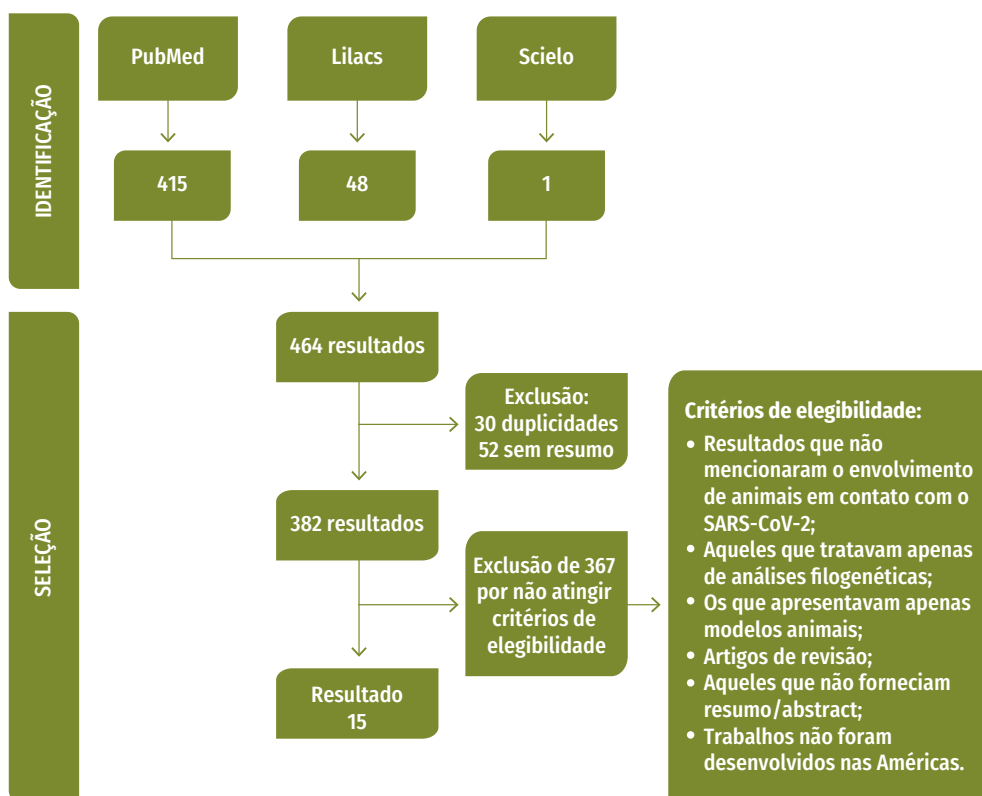 IDENTIFICAÇÃO
PubMed
Lilacs
Scielo
415
48
1
SELEÇÃO
464 resultados
Exclusão:
30 duplicidades
52 sem resumo
382 resultados
Exclusão de 367
por não atingir
critérios de
elegibilidade
Resultado
15
Critérios de elegibilidade:
• Resultados que não
mencionaram o envolvimento
de animais em contato com o
SARS-CoV-2;
• Aqueles que tratavam apenas
de análises filogenéticas;
• Os que apresentavam apenas
modelos animais;
• Artigos de revisão;
• Aqueles que não forneciam
resumo/abstract;
• Trabalhos não foram
desenvolvidos nas Américas.